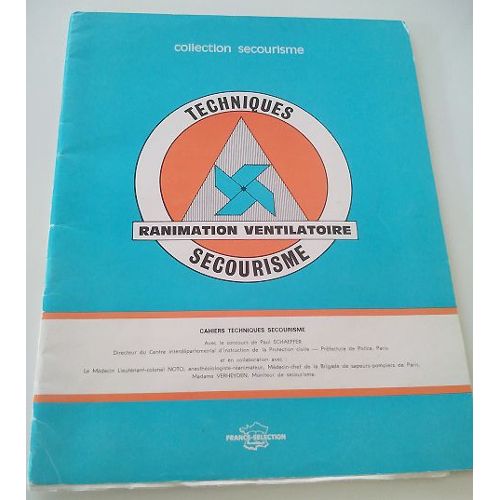 collection secourisme
TECHNIQUES
RANIMATION VENTILATOIRE
SECOURISME
CAHIERS TECHNIQUES SECOURISME
Avec le concours de Paul SCHAEFFER
Directeur du Centre interdépartemental d'instruction de la Protection civile — Préfecture de Police, Paris
et en collaboration avec :
Le Médecin Lieutenant-colonel NOTO, anesthésiologiste-réanimateur, Médecin-chef de la Brigade de sapeurs-pompiers de Paris,
Madame VERHEYDEN, Moniteur de secourisme.
FRANCE-SELECTION